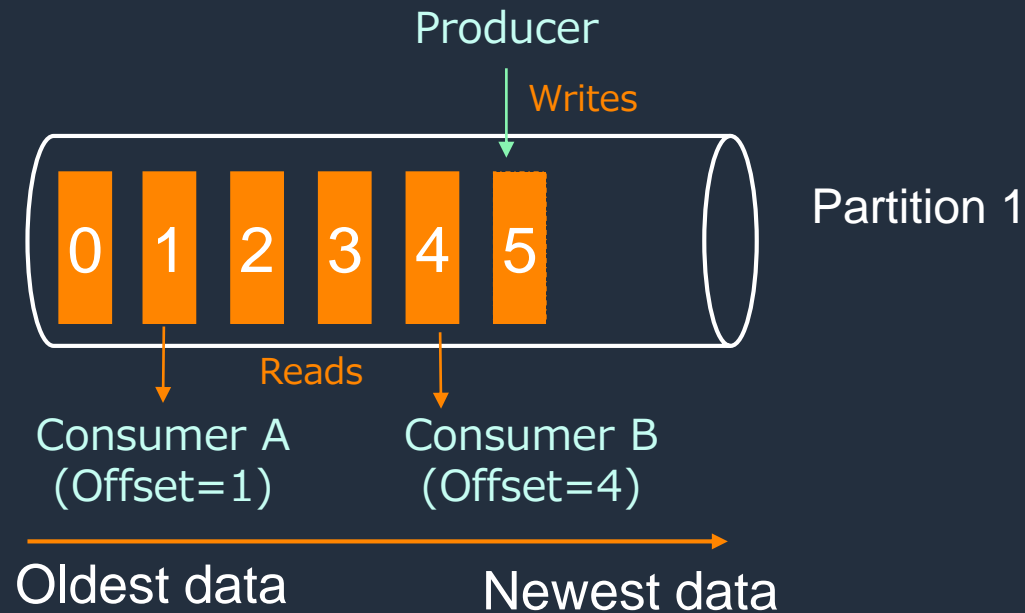 Producer
Writes
0 1 2 3 4 5
Partition 1
Reads
Consumer A
(Offset=1)
Consumer B
(Offset=4)
Oldest data
Newest data